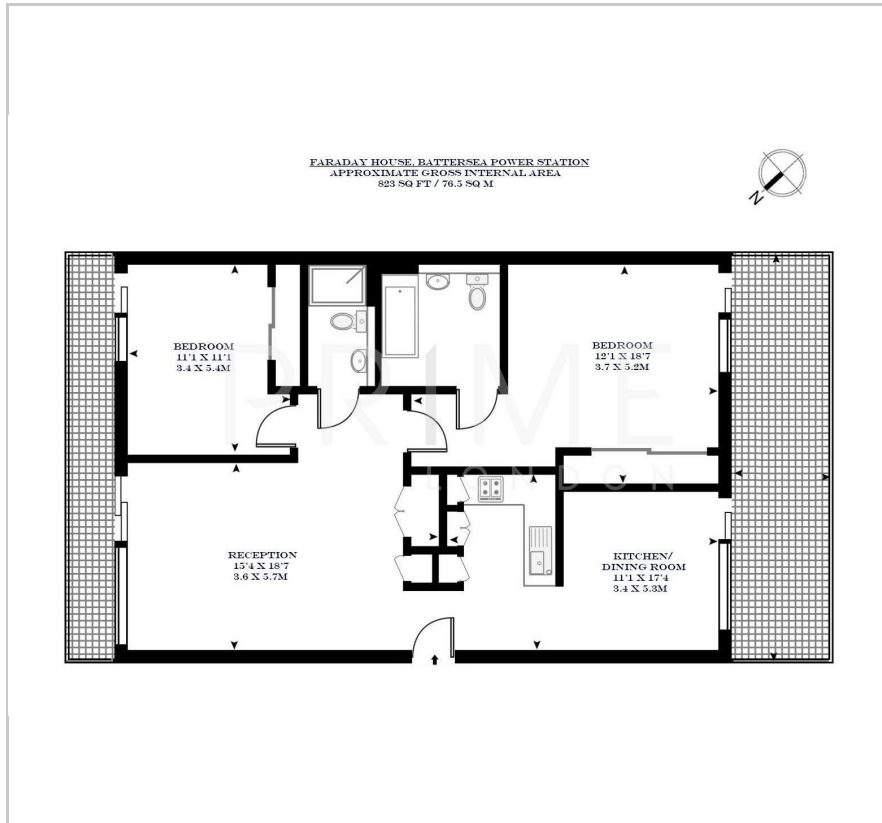 FARADAY HOUSE, BATTERSEA POWER STATION
APPROXIMATE GROSS INTERNAL AREA
823 SQ FT / 76.5 SQ M
N
BEDROOM
11'1 X 11'1
3.4 X 5.4M
BEDROOM
12'1 X 18'7
3.7 X 5.2M
PRIME
LONDON
RECEPTION
15'4 X 18'7
3.6 X 5.7M
KITCHEN/
DINING ROOM
11'1 X 17'4
3.4 X 5.3M